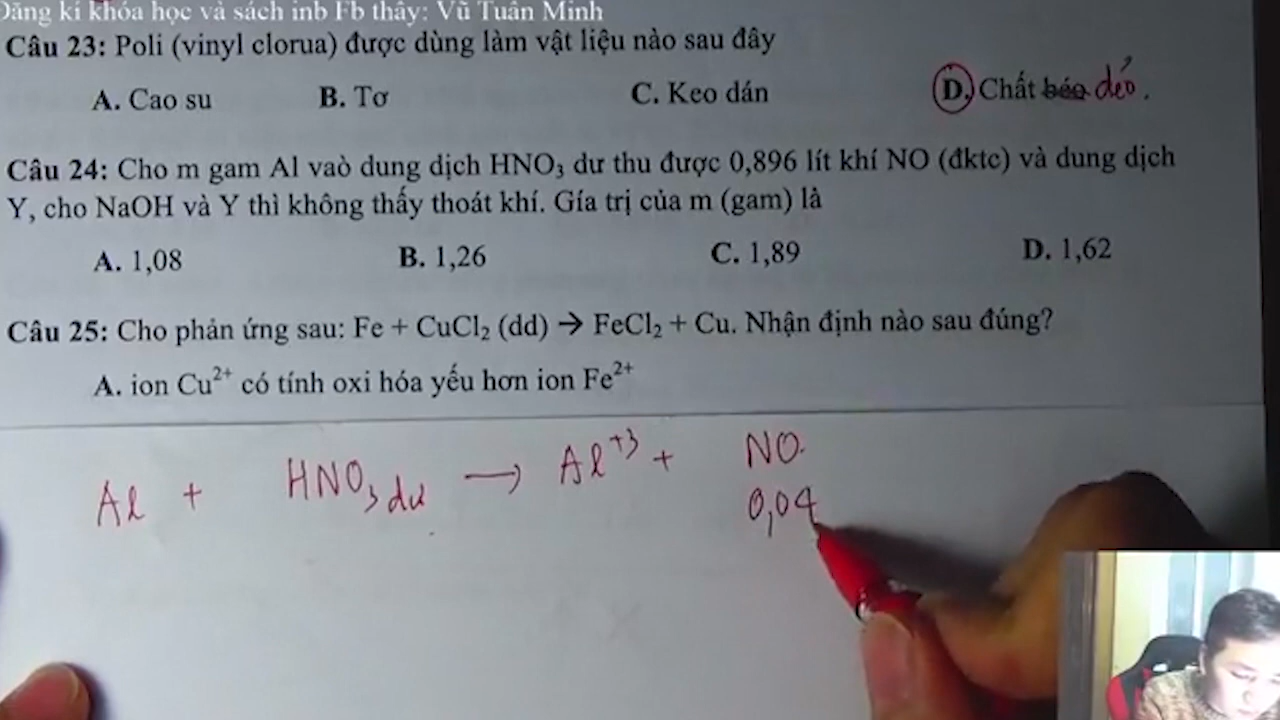 Đăng kí khóa học và sách inb Fb thầy: Vũ Tuấn Minh
Câu 23: Poli (vinyl clorua) được dùng làm vật liệu nào sau đây
A. Cao su B. Tơ C. Keo dán D. Chất béo dẻo.
Câu 24: Cho m gam Al vaò dung dịch HNO₃ dư thu được 0,896 lít khí NO (đktc) và dung dịch
Y, cho NaOH và Y thì không thấy thoát khí. Gía trị của m (gam) là
A. 1,08 B. 1,26 C. 1,89 D. 1,62
Câu 25: Cho phản ứng sau: Fe + CuCl₂ (dd) → FeCl₂ + Cu. Nhận định nào sau đúng?
A. ion Cu²⁺ có tính oxi hóa yếu hơn ion Fe²⁺
Al + HNO₃ dư → Al⁺³ + NO
0,04